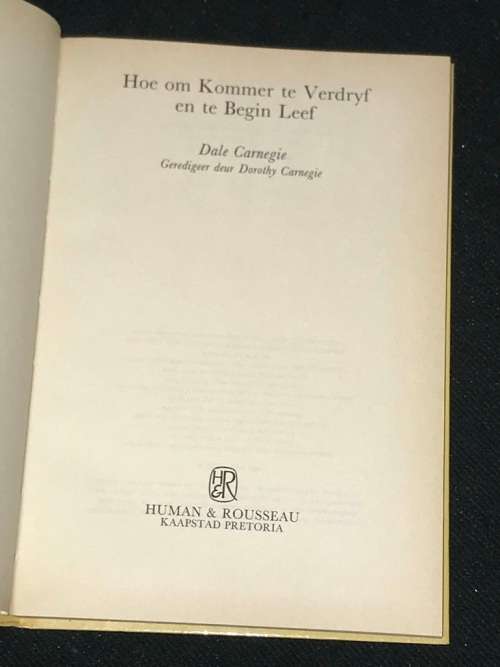 Hoe om Kommer te Verdryf
en te Begin Leef
Dale Carnegie
Geredigeer deur Dorothy Carnegie
H&R
HUMAN & ROUSSEAU
KAAPSTAD PRETORIA